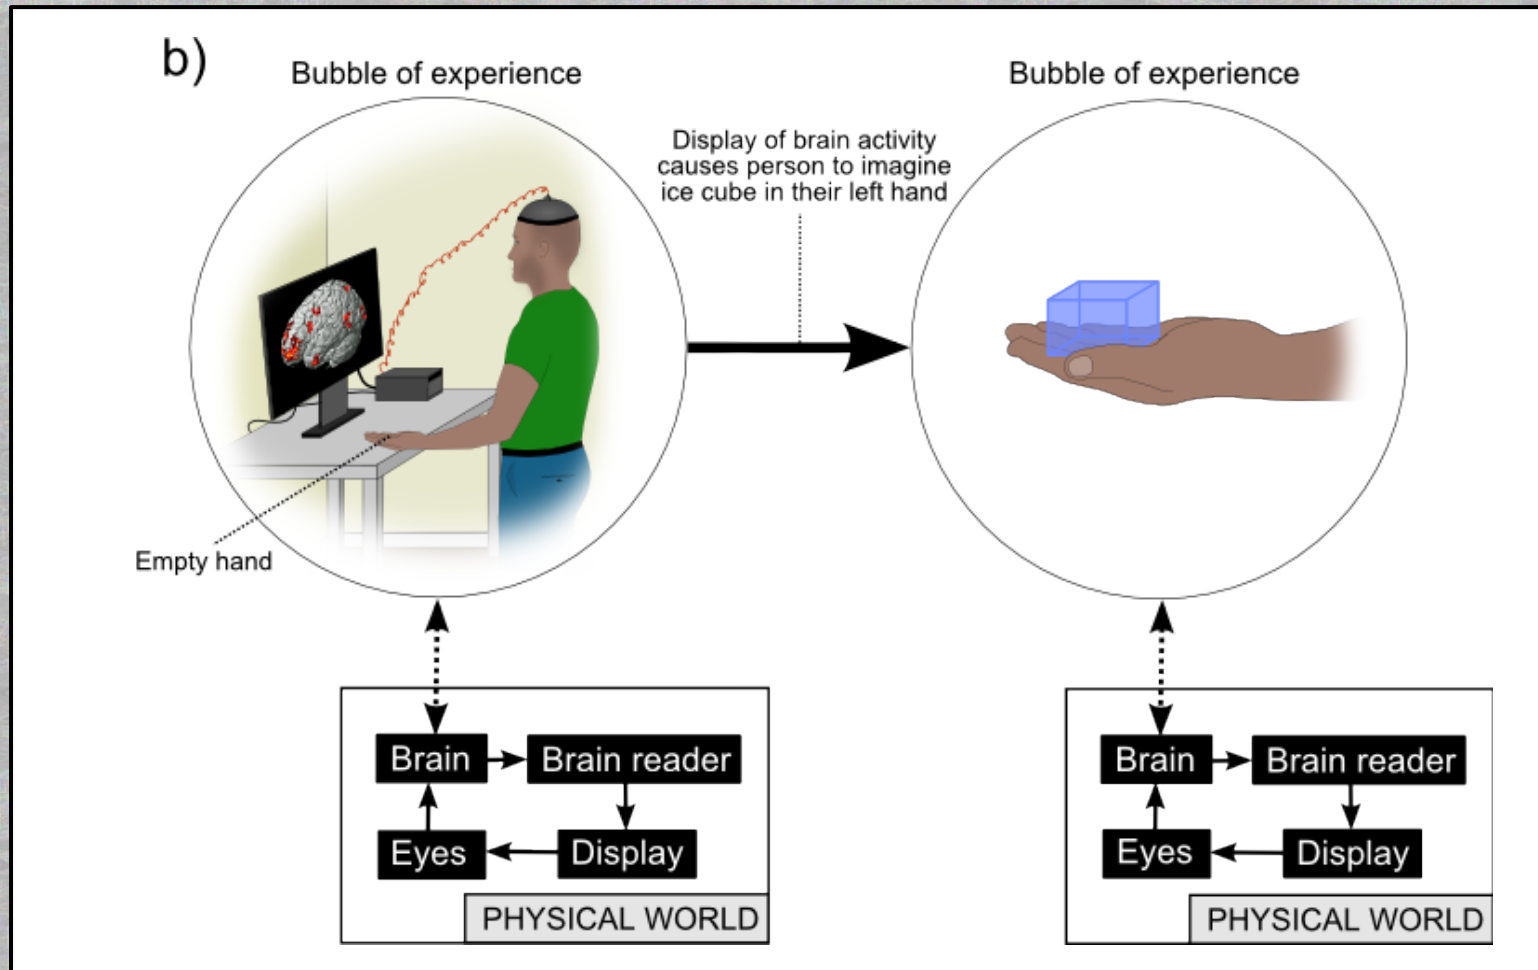 b)
Bubble of experience
Bubble of experience
Display of brain activity
causes person to imagine
ice cube in their left hand
Empty hand
Brain
Brain reader
Eyes
Display
PHYSICAL WORLD
Brain
Brain reader
Eyes
Display
PHYSICAL WORLD